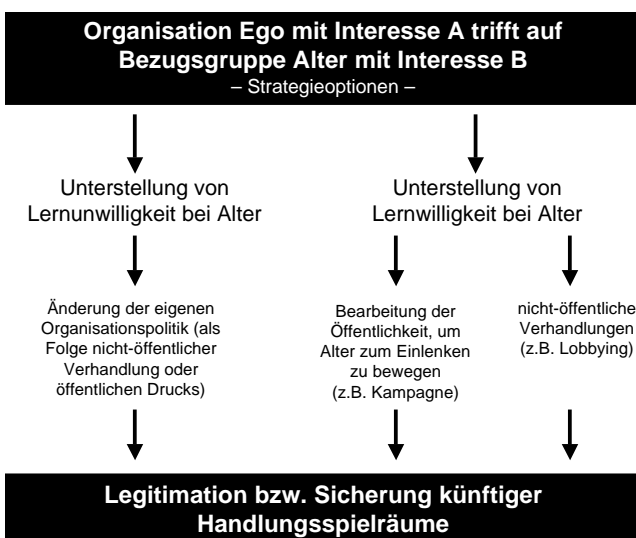 Organisation Ego mit Interesse A trifft auf
Bezugsgruppe Alter mit Interesse B
– Strategieoptionen –
Unterstellung von
Lernunwilligkeit bei Alter
Unterstellung von
Lernwilligkeit bei Alter
Änderung der eigenen
Organisationspolitik (als
Folge nicht-öffentlicher
Verhandlung oder
öffentlichen Drucks)
Bearbeitung der
Öffentlichkeit, um
Alter zum Einlenken
zu bewegen
(z.B. Kampagne)
nicht-öffentliche
Verhandlungen
(z.B. Lobbying)
Legitimation bzw. Sicherung künftiger
Handlungsspielräume